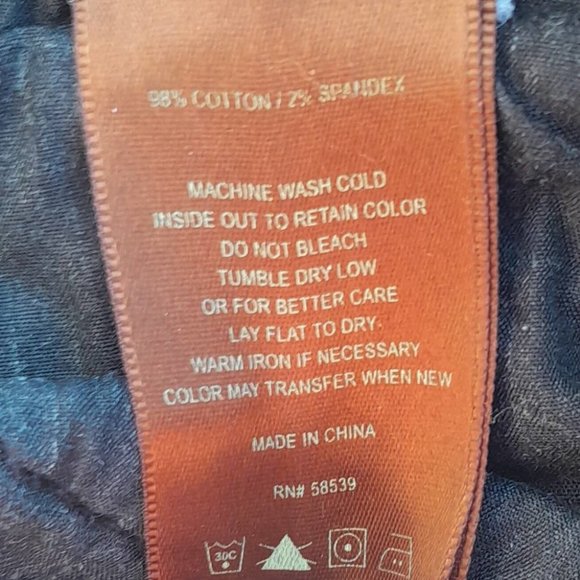 98% COTTON / 2% SPANDEX
MACHINE WASH COLD
INSIDE OUT TO RETAIN COLOR
DO NOT BLEACH
TUMBLE DRY LOW
OR FOR BETTER CARE
LAY FLAT TO DRY
WARM IRON IF NECESSARY
COLOR MAY TRANSFER WHEN NEW
MADE IN CHINA
RN# 58539
30C